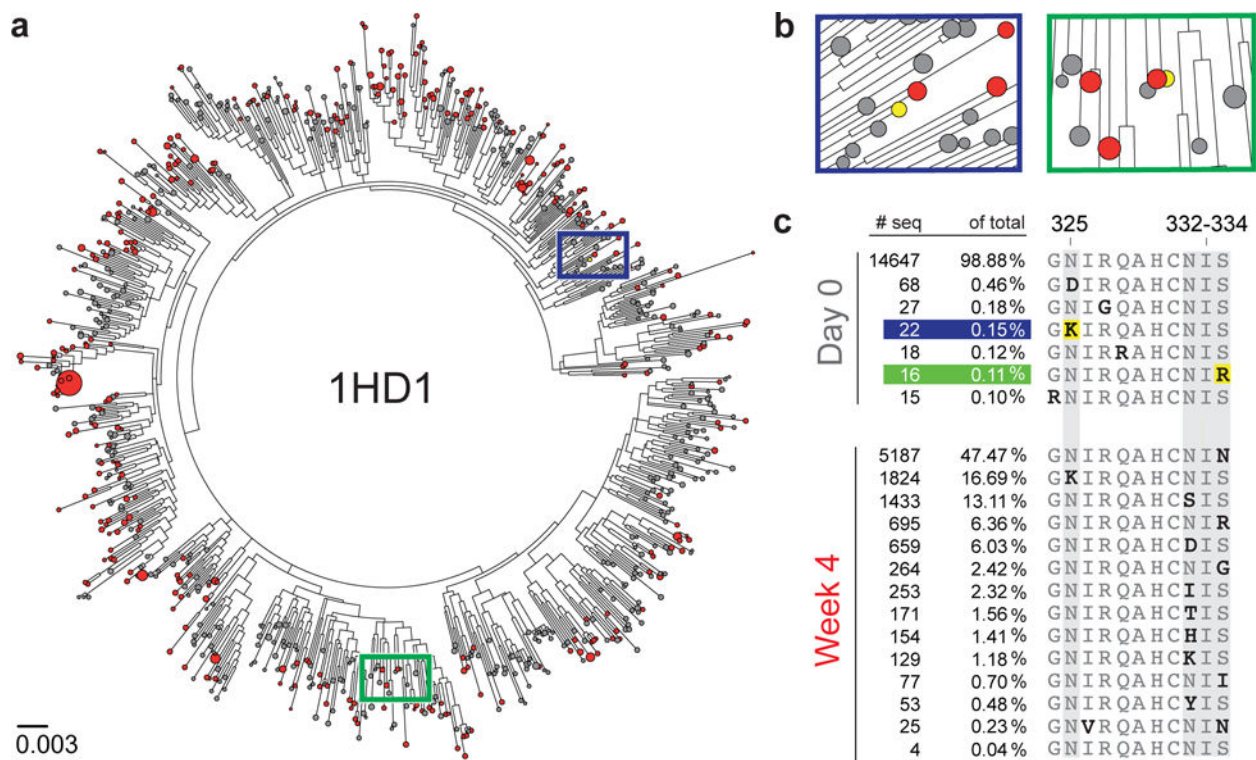 a
1HD1
0.003
b
c
# seq of total 325 332-334
Day 0
14647 98.88% GNIRQAHCNIS
68 0.46% GDIRQAHCNIS
27 0.18% GNIGQAHCNIS
22 0.15% GKIRQAHCNIS
18 0.12% GNIRRAHCNIS
16 0.11% GNIRQAHCNIR
15 0.10% RNIRQAHCNIS
Week 4
5187 47.47% GNIRQAHCNIN
1824 16.69% GKIRQAHCNIS
1433 13.11% GNIRQAHCSIS
695 6.36% GNIRQAHCNIR
659 6.03% GNIRQAHCDIS
264 2.42% GNIRQAHCNIG
253 2.32% GNIRQAHCIIS
171 1.56% GNIRQAHCTIS
154 1.41% GNIRQAHCHIS
129 1.18% GNIRQAHCKIS
77 0.70% GNIRQAHCNII
53 0.48% GNIRQAHCYIS
25 0.23% GNVRQAHCNIN
4 0.04% GNIRQAHCNIS